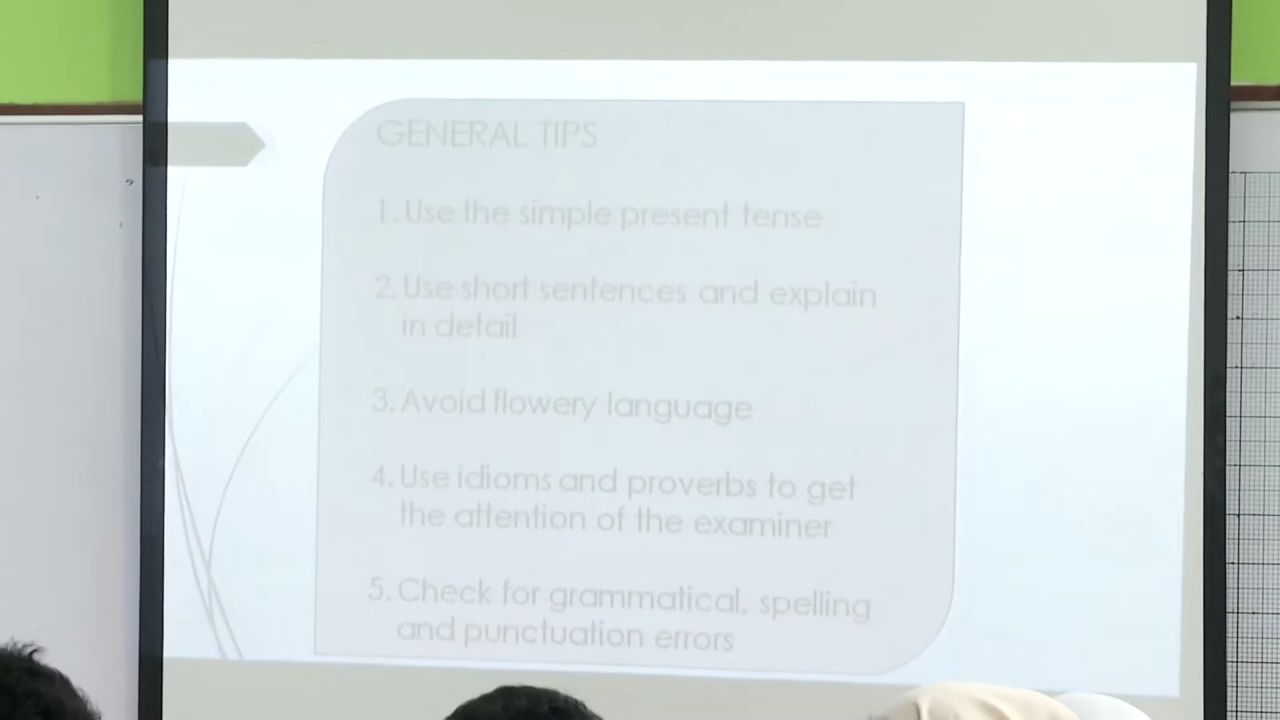 GENERAL TIPS
1. Use the simple present tense
2. Use short sentences and explain
in detail
3. Avoid flowery language
4. Use idioms and proverbs to get
the attention of the examiner
5. Check for grammatical, spelling
and punctuation errors